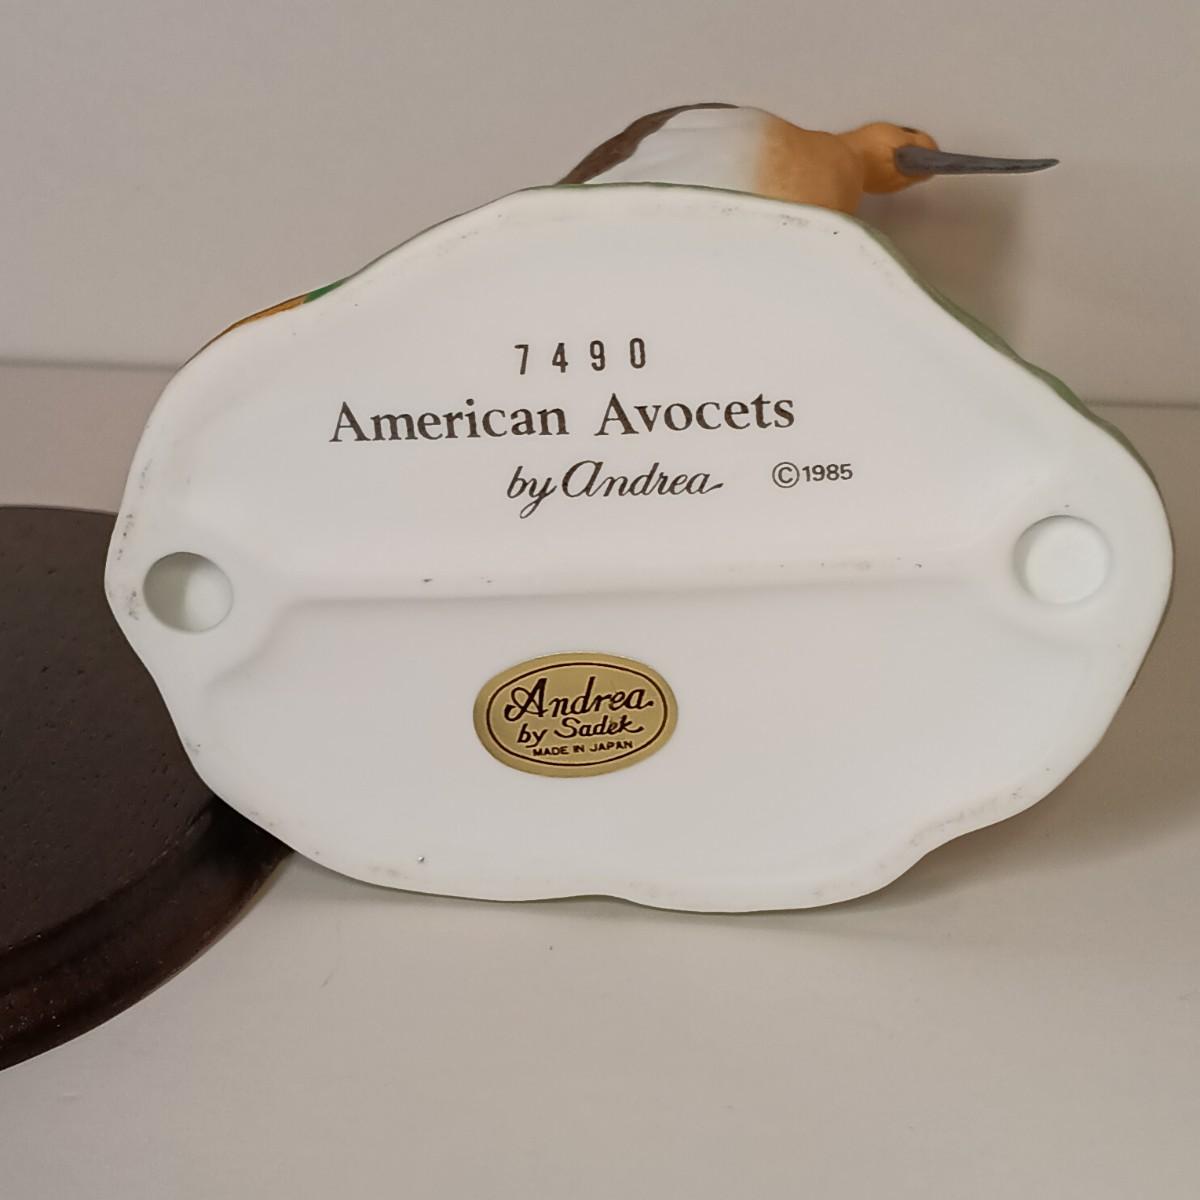 7490
American Avocets
by Andrea ©1985
Andrea
by Sadek
MADE IN JAPAN